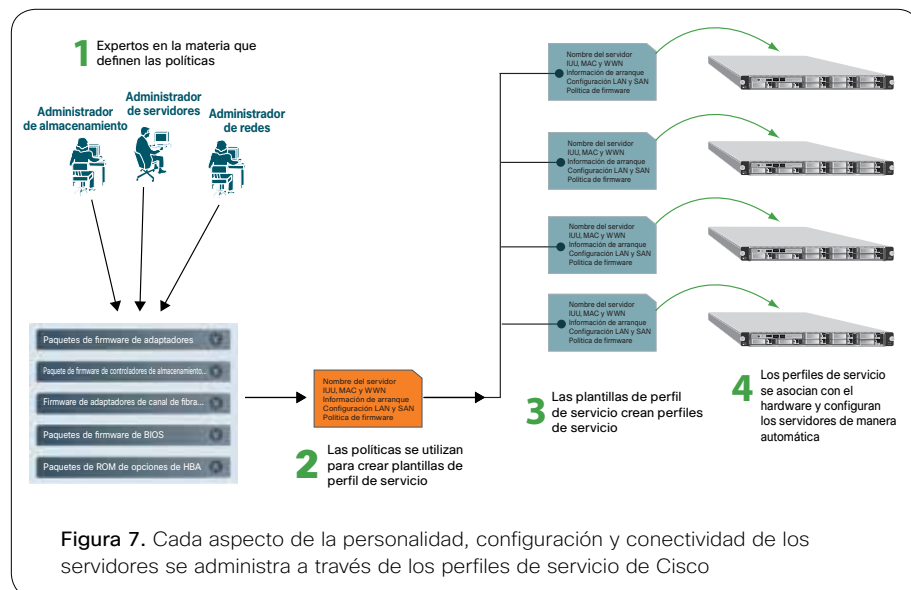 1 Expertos en la materia que
definen las políticas
Administrador
de almacenamiento
Administrador
de servidores
Administrador
de redes
Paquetes de firmware de adaptadores
Paquete de firmware de controladores de almacenamiento...
Firmware de adaptadores de canal de fibra...
Paquetes de firmware de BIOS
Paquetes de ROM de opciones de HBA
Nombre del servidor
IUU, MAC y WWN
Información de arranque
Configuración LAN y SAN
Política de firmware
2 Las políticas se utilizan
para crear plantillas de
perfil de servicio
Nombre del servidor
IUU, MAC y WWN
Información de arranque
Configuración LAN y SAN
Política de firmware
Nombre del servidor
IUU, MAC y WWN
Información de arranque
Configuración LAN y SAN
Política de firmware
Nombre del servidor
IUU, MAC y WWN
Información de arranque
Configuración LAN y SAN
Política de firmware
Nombre del servidor
IUU, MAC y WWN
Información de arranque
Configuración LAN y SAN
Política de firmware
3 Las plantillas de perfil
de servicio crean perfiles
de servicio
4 Los perfiles de servicio
se asocian con el
hardware y configuran
los servidores de manera
automática
Figura 7. Cada aspecto de la personalidad, configuración y conectividad de los
servidores se administra a través de los perfiles de servicio de Cisco